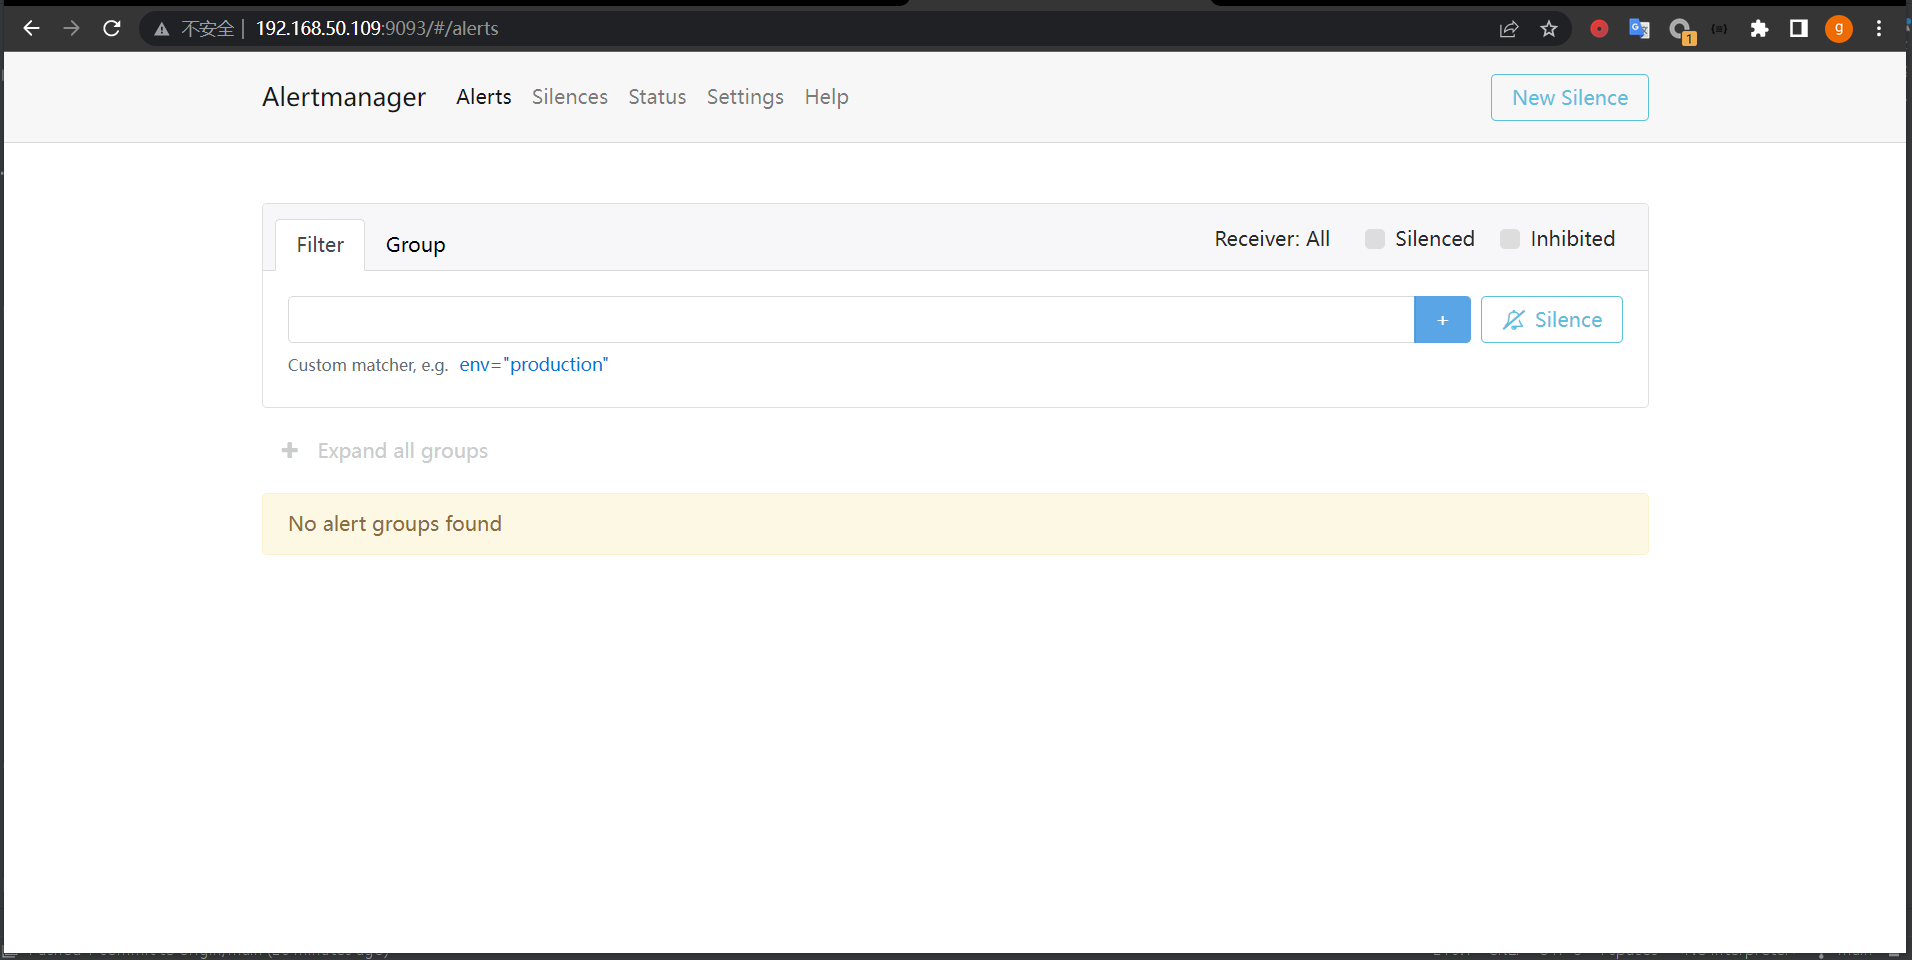 不安全 | 192.168.50.109:9093/#/alerts
1
g
Alertmanager Alerts Silences Status Settings Help New Silence
Filter Group Receiver: All Silenced Inhibited
+ Silence
Custom matcher, e.g. env="production"
+ Expand all groups
No alert groups found